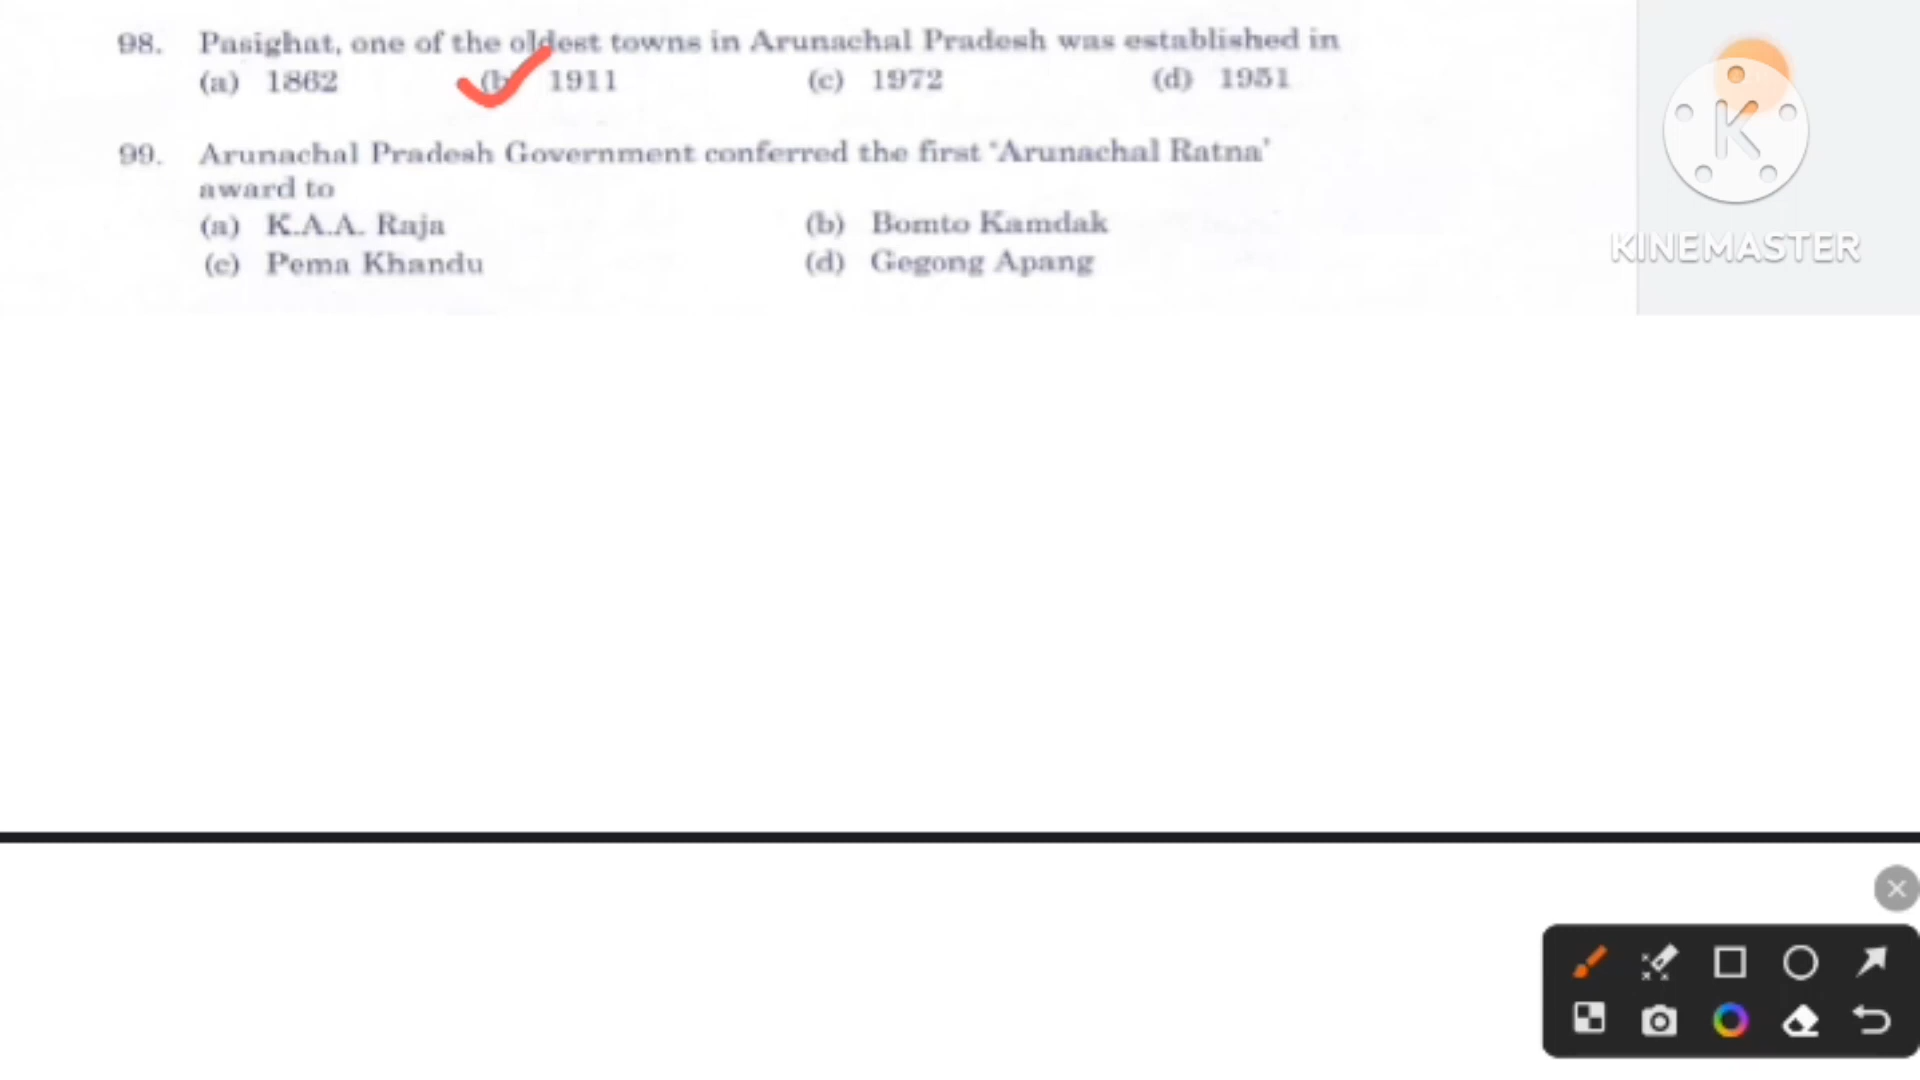 98. Pasighat, one of the oldest towns in Arunachal Pradesh was established in
(a) 1862 (b) 1911 (c) 1972 (d) 1951
99. Arunachal Pradesh Government conferred the first 'Arunachal Ratna'
award to
(a) K.A.A. Raja (b) Bomto Kamdak
(c) Pema Khandu (d) Gegong Apang
K
KINEMASTER